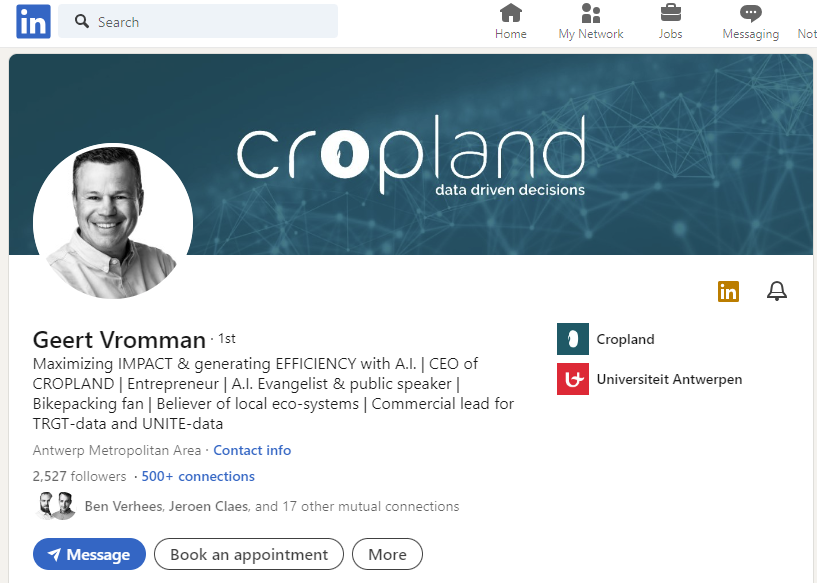 in
Search
Home
My Network
Jobs
Messaging
Not
cropland
data driven decisions
in
Geert Vromman · 1st
Maximizing IMPACT & generating EFFICIENCY with A.I. | CEO of
CROPLAND | Entrepreneur | A.I. Evangelist & public speaker |
Bikepacking fan | Believer of local eco-systems | Commercial lead for
TRGT-data and UNITE-data
Cropland
Universiteit Antwerpen
Antwerp Metropolitan Area · Contact info
2,527 followers · 500+ connections
Ben Verhees, Jeroen Claes, and 17 other mutual connections
Message
Book an appointment
More